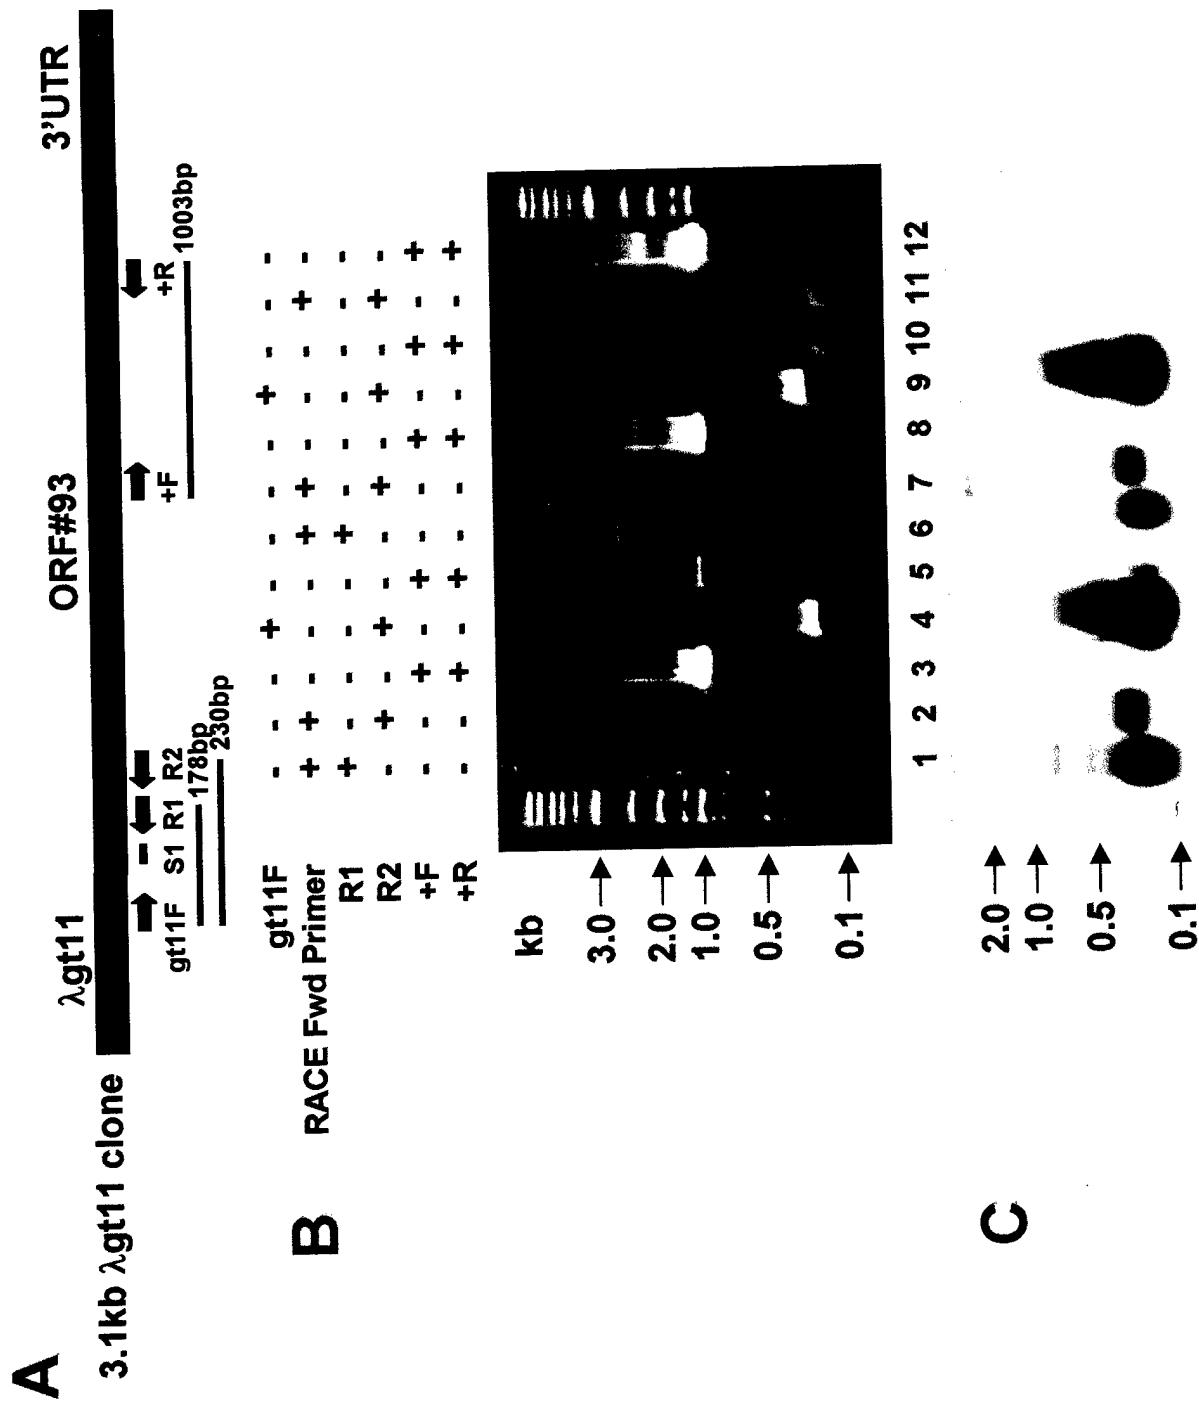 A
λgt11 ORF#93 3'UTR
3.1kb λgt11 clone
gt11F S1 R1 R2 +F +R
178bp 1003bp
230bp
B
gt11F - - - + - - - - + - - -
RACE Fwd Primer + + - - - + + - - - + -
R1 + - - - - + - - - - - -
R2 - + - + - - + - + - + -
+F - - + - + - - + - + - +
+R - - + - + - - + - + - +
kb
3.0
2.0
1.0
0.5
0.1
1 2 3 4 5 6 7 8 9 10 11 12
C
2.0
1.0
0.5
0.1